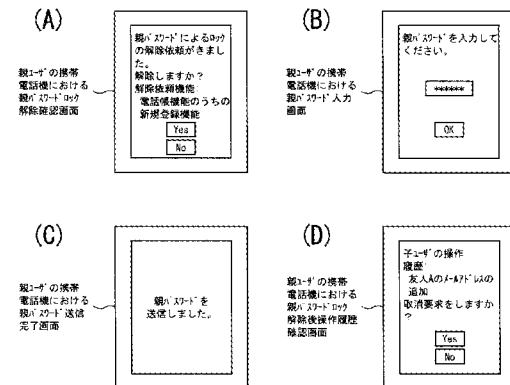 (A)
親ユーザの携帯
電話機における
親パスワードロック
解除確認画面
親パスワードによるロック
の解除依頼がきまし
た。
解除しますか？
解除依頼機能：
電話帳機能のうちの
新規登録機能
Yes
No
(B)
親ユーザの携帯
電話機における
親パスワード入力
画面
親パスワードを入力して
ください。
******
OK
(C)
親ユーザの携帯
電話機における
親パスワード送信
完了画面
親パスワードを
送信しました。
(D)
親ユーザの携帯
電話機における
親パスワードロック
解除後操作履歴
確認画面
子ユーザの操作
履歴：
友人Aのメールアドレスの
追加
取消要求をしますか
？
Yes
No